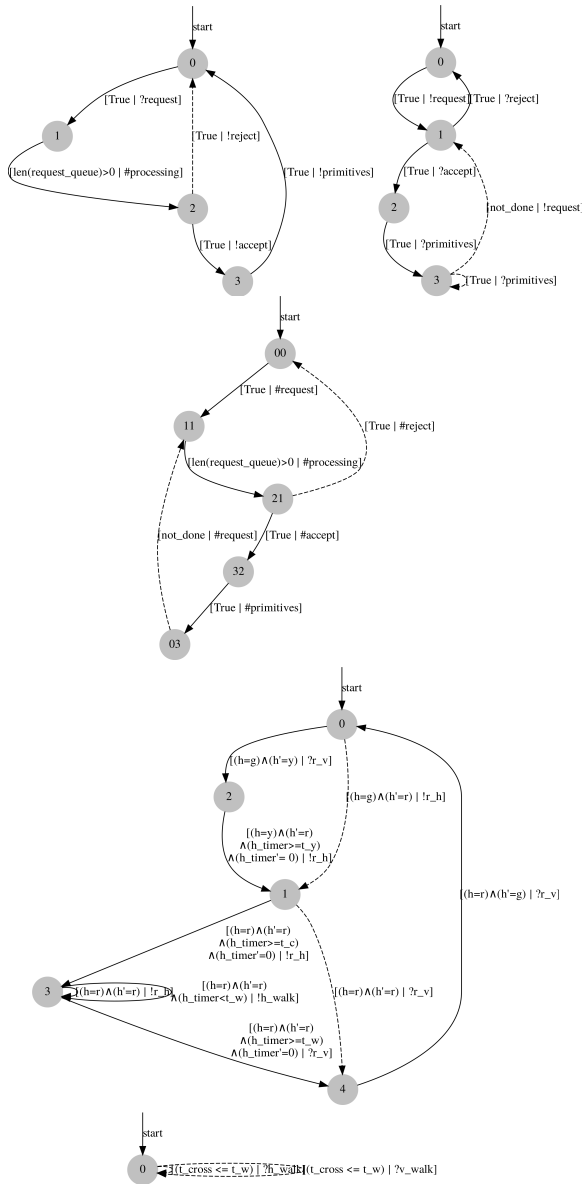 start
0
[True | ?request]
1
[True | !reject]
[len(request_queue)>0 | #processing]
[True | !primitives]
2
[True | !accept]
3
start
0
[True | !request]
[True | ?reject]
1
[True | ?accept]
2
[not_done | !request]
[True | ?primitives]
3
[True | ?primitives]
start
00
[True | #request]
11
[True | #reject]
[len(request_queue)>0 | #processing]
21
[not_done | #request]
[True | #accept]
32
[True | #primitives]
03
start
0
[(h=g)∧(h'=y) | ?r_v]
2
[(h=g)∧(h'=r) | !r_h]
[(h=y)∧(h'=r)
∧(h_timer>=t_y)
∧(h_timer'= 0) | !r_h]
1
[(h=r)∧(h'=g) | ?r_v]
[(h=r)∧(h'=r)
∧(h_timer>=t_c)
∧(h_timer'=0) | !r_h]
3
[(h=r)∧(h'=r) | !r_h]
[(h=r)∧(h'=r)
∧(h_timer<t_w) | !h_walk]
[(h=r)∧(h'=r) | ?r_v]
[(h=r)∧(h'=r)
∧(h_timer>=t_w)
∧(h_timer'=0) | ?r_v]
4
start
0
(t_cross <= t_w) | ?h_walk]
(t_cross <= t_w) | ?v_walk]